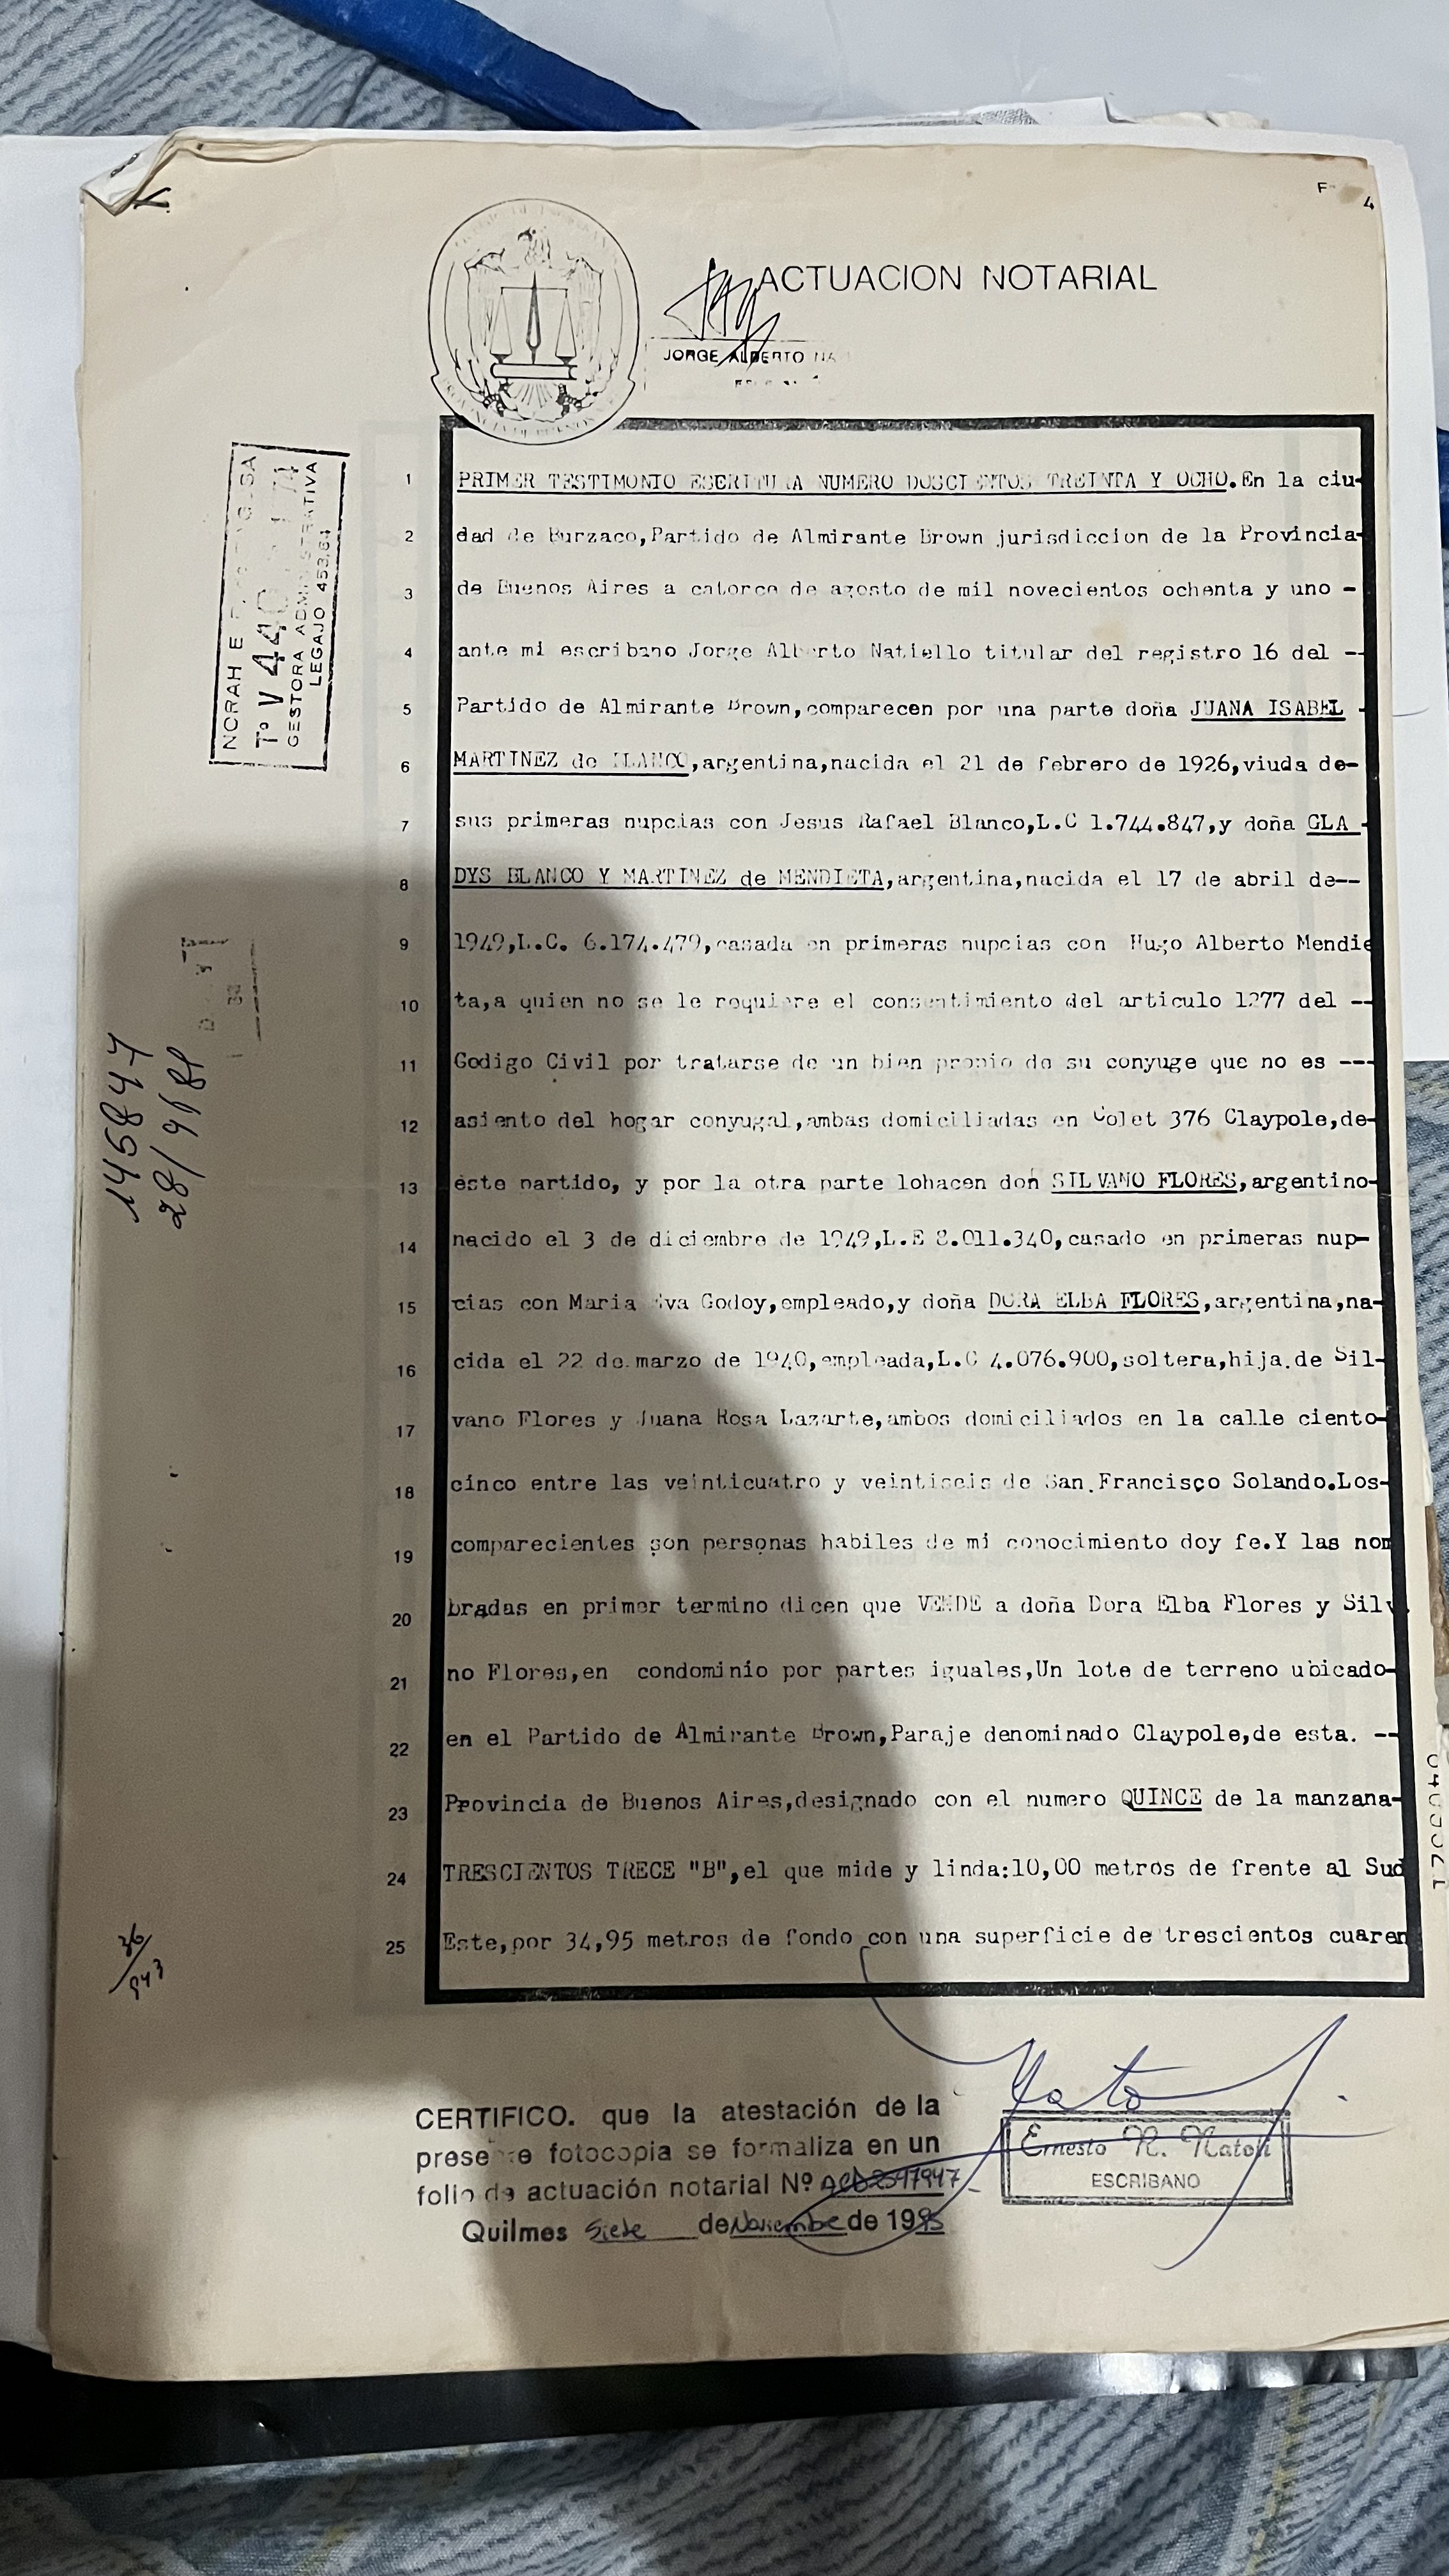 ACTUACION NOTARIAL
JORGE ALBERTO NA
1 PRIMER TESTIMONIO ESCRITURA NUMERO DOSCIENTOS TREINTA Y OCHO.En la ciu-
2 dad de Burzaco,Partido de Almirante Brown jurisdiccion de la Provincia-
3 de Buenos Aires a catorce de agosto de mil novecientos ochenta y uno -
4 ante mi escribano Jorge Alberto Natiello titular del registro 16 del --
5 Partido de Almirante Brown,comparecen por una parte doña JUANA ISABEL -
6 MARTINEZ de BLANCO,argentina,nacida el 21 de febrero de 1926,viuda de-
7 sus primeras nupcias con Jesus Rafael Blanco,L.C 1.744.847,y doña GLA -
8 DYS BLANCO Y MARTINEZ de MENDIETA,argentina,nacida el 17 de abril de--
9 1949,L.C. 6.174.479,casada en primeras nupcias con Hugo Alberto Mendie
10 ta,a quien no se le requiere el consentimiento del articulo 1277 del --
11 Godigo Civil por tratarse de un bien propio de su conyuge que no es ---
12 asiento del hogar conyugal,ambas domiciliadas en Colet 376 Claypole,de-
13 este partido, y por la otra parte lohacen don SILVANO FLORES,argentino-
14 nacido el 3 de diciembre de 1949,L.E 8.011.340,casado en primeras nup-
15 cias con Maria Eva Godoy,empleado,y doña DORA ELBA FLORES,argentina,na-
16 cida el 22 de marzo de 1940,empleada,L.C 4.076.900,soltera,hija de Sil-
17 vano Flores y Juana Rosa Lazarte,ambos domiciliados en la calle ciento-
18 cinco entre las veinticuatro y veintiseis de San Francisco Solando.Los-
19 comparecientes son personas habiles de mi conocimiento doy fe.Y las nom
20 bradas en primer termino dicen que VENDE a doña Dora Elba Flores y Silv
21 no Flores,en condominio por partes iguales,Un lote de terreno ubicado-
22 en el Partido de Almirante Brown,Paraje denominado Claypole,de esta. --
23 Provincia de Buenos Aires,designado con el numero QUINCE de la manzana-
24 TRESCIENTOS TRECE "B",el que mide y linda:10,00 metros de frente al Sud
25 Este,por 34,95 metros de fondo con una superficie de trescientos cuaren
NORAH E
Tº V 440
GESTORA ADMINISTRATIVA
LEGAJO 453.61
145847
36/943
CERTIFICO. que la atestación de la
presente fotocopia se formaliza en un
folio de actuación notarial Nº
Quilmes Siete de Noviembre de 1995
Ernesto N. Natoli
ESCRIBANO